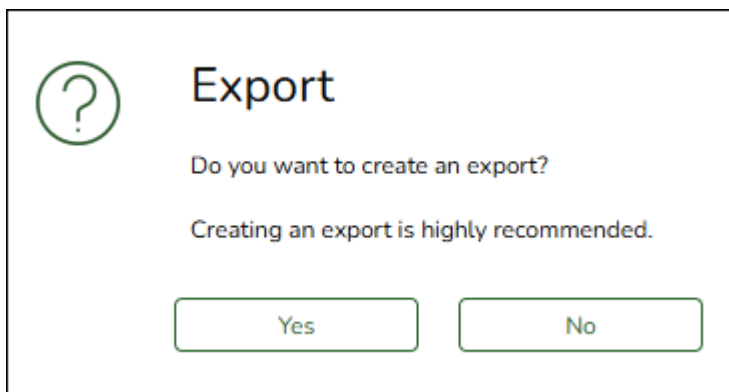 Export
Do you want to create an export?
Creating an export is highly recommended.
Yes No